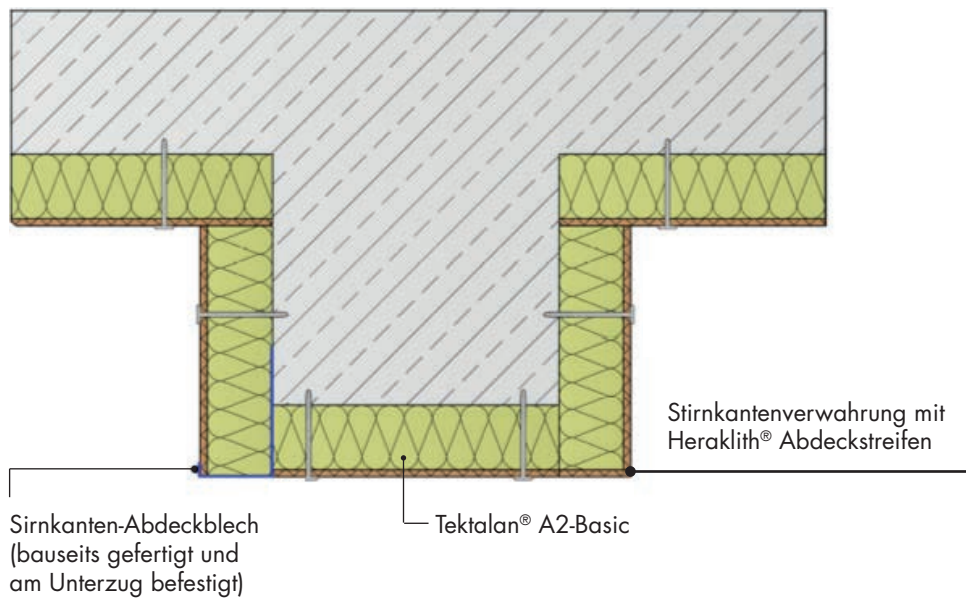 Stirnkantenverwahrung mit
Heraklith® Abdeckstreifen
Sirnkanten-Abdeckblech
(bauseits gefertigt und
am Unterzug befestigt)
Tektalan® A2-Basic